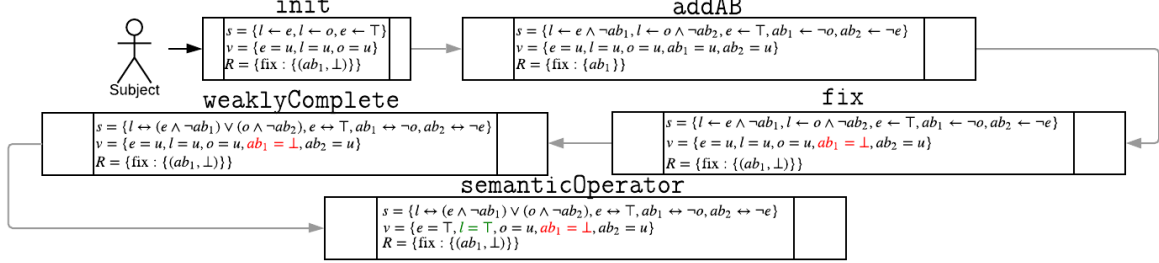 init
s = {l ← e, l ← o, e ← ⊤}
v = {e = u, l = u, o = u}
R = {fix : {(ab₁, ⊥)}}
addAB
s = {l ← e ∧ ¬ab₁, l ← o ∧ ¬ab₂, e ← ⊤, ab₁ ← ¬o, ab₂ ← ¬e}
v = {e = u, l = u, o = u, ab₁ = u, ab₂ = u}
R = {fix : {ab₁}}
Subject
weaklyComplete
s = {l ↔ (e ∧ ¬ab₁) ∨ (o ∧ ¬ab₂), e ↔ ⊤, ab₁ ↔ ¬o, ab₂ ↔ ¬e}
v = {e = u, l = u, o = u, ab₁ = ⊥, ab₂ = u}
R = {fix : {(ab₁, ⊥)}}
fix
s = {l ← e ∧ ¬ab₁, l ← o ∧ ¬ab₂, e ← ⊤, ab₁ ← ¬o, ab₂ ← ¬e}
v = {e = u, l = u, o = u, ab₁ = ⊥, ab₂ = u}
R = {fix : {(ab₁, ⊥)}}
semanticOperator
s = {l ↔ (e ∧ ¬ab₁) ∨ (o ∧ ¬ab₂), e ↔ ⊤, ab₁ ↔ ¬o, ab₂ ↔ ¬e}
v = {e = ⊤, l = ⊤, o = u, ab₁ = ⊥, ab₂ = u}
R = {fix : {(ab₁, ⊥)}}